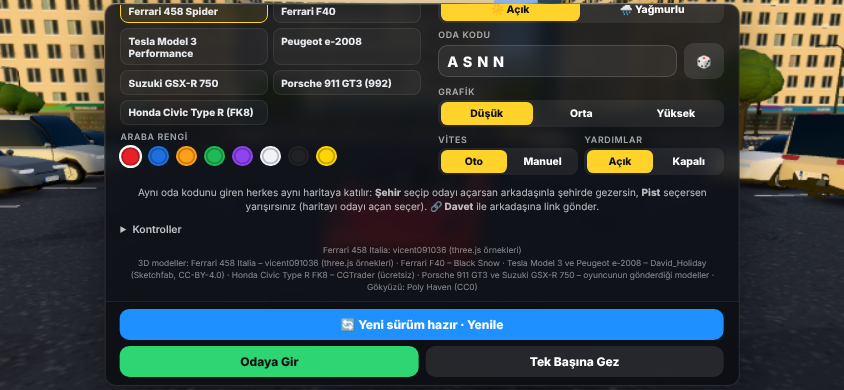 Ferrari 458 Spider
Ferrari F40
Tesla Model 3
Performance
Peugeot e-2008
Suzuki GSX-R 750
Porsche 911 GT3 (992)
Honda Civic Type R (FK8)
ARABA RENGİ
Açık
Yağmurlu
ODA KODU
ASNN
GRAFİK
Düşük
Orta
Yüksek
VİTES
YARDIMLAR
Oto
Manuel
Açık
Kapalı
Aynı oda kodunu giren herkes aynı haritaya katılır: Şehir seçip odayı açarsan arkadaşınla şehirde gezersin, Pist seçersen
yarışırsınız (haritayı odayı açan seçer). 🔗 Davet ile arkadaşına link gönder.
▶ Kontroller
Ferrari 458 Italia: vicent091036 (three.js örnekleri)
3D modeller: Ferrari 458 Italia – vicent091036 (three.js örnekleri) · Ferrari F40 – Black Snow · Tesla Model 3 ve Peugeot e-2008 – David_Holiday
(Sketchfab, CC-BY-4.0) · Honda Civic Type R FK8 – CGTrader (ücretsiz) · Porsche 911 GT3 ve Suzuki GSX-R 750 – oyuncunun gönderdiği modeller ·
Gökyüzü: Poly Haven (CC0)
🔄 Yeni sürüm hazır · Yenile
Odaya Gir
Tek Başına Gez